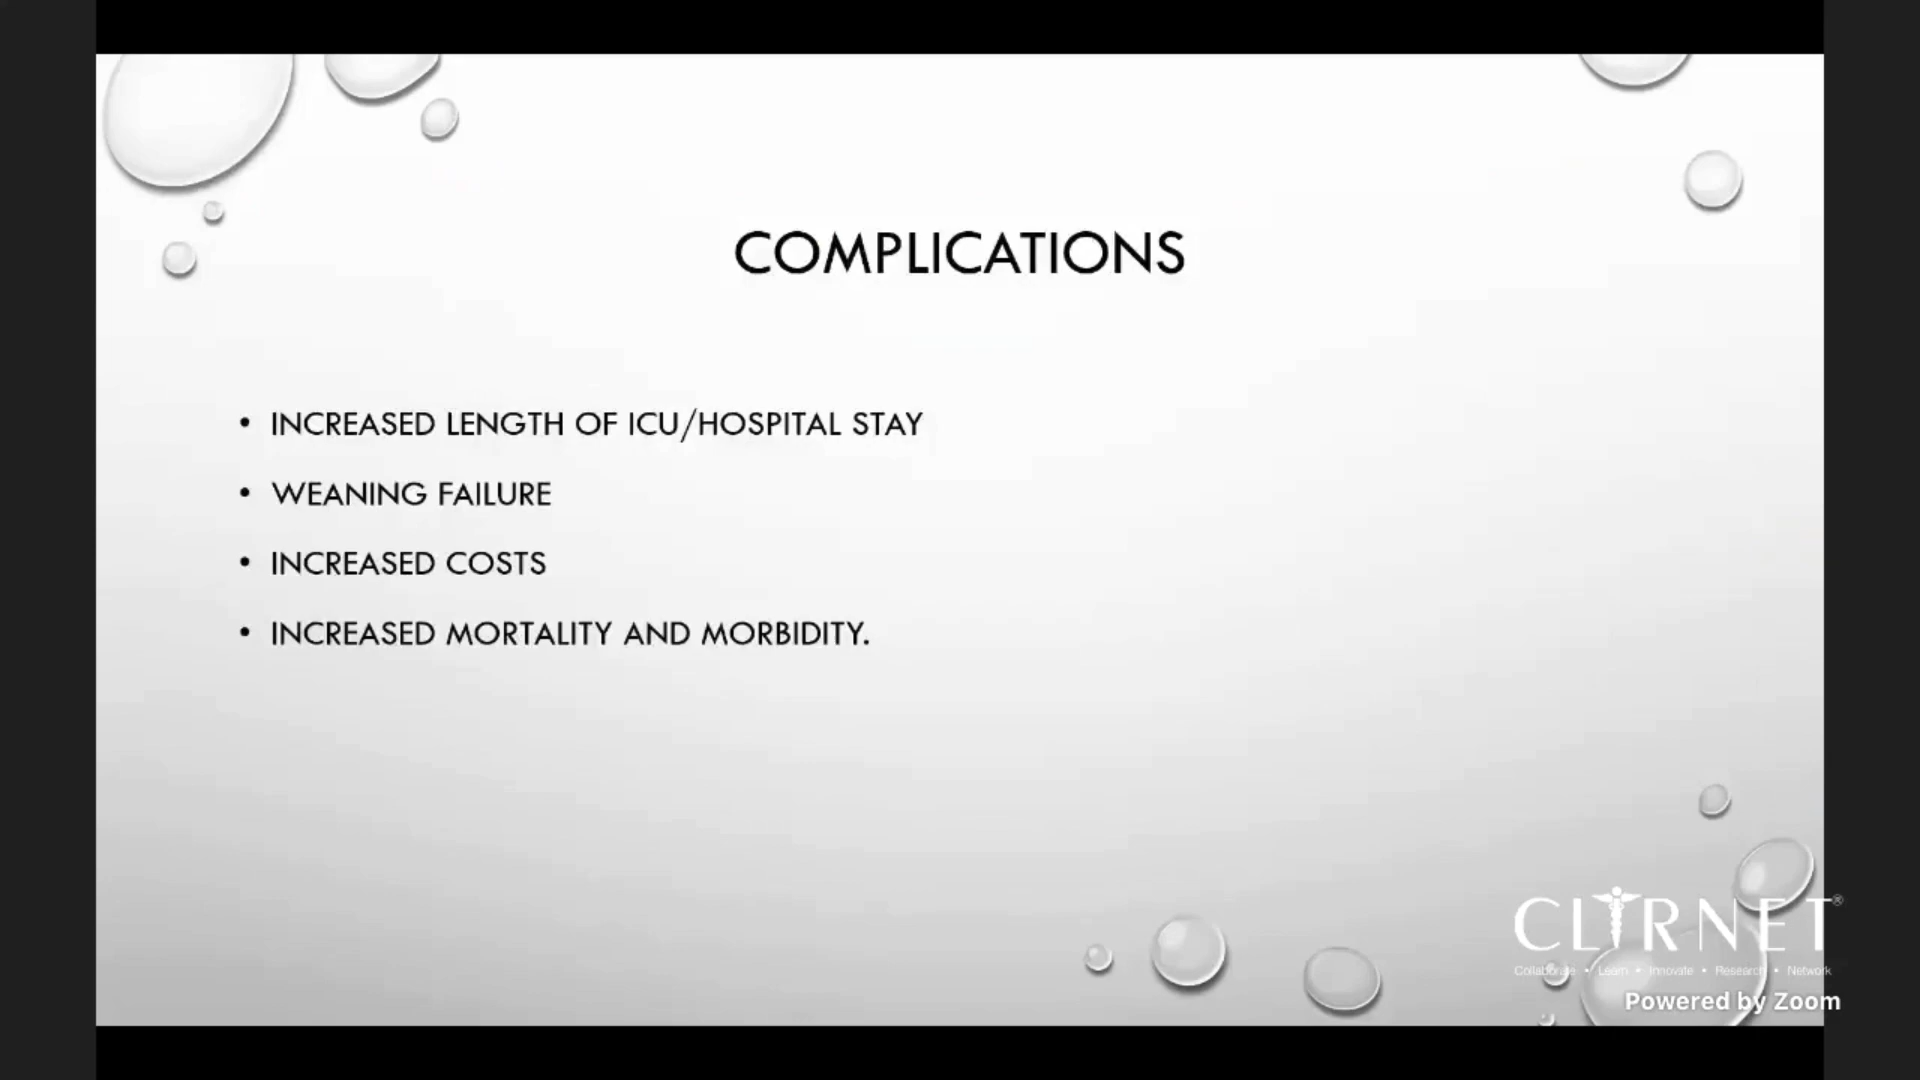 COMPLICATIONS
• INCREASED LENGTH OF ICU/HOSPITAL STAY
• WEANING FAILURE
• INCREASED COSTS
• INCREASED MORTALITY AND MORBIDITY.
CLIRNET®
Collaborate • Learn • Innovate • Research • Network
Powered by Zoom